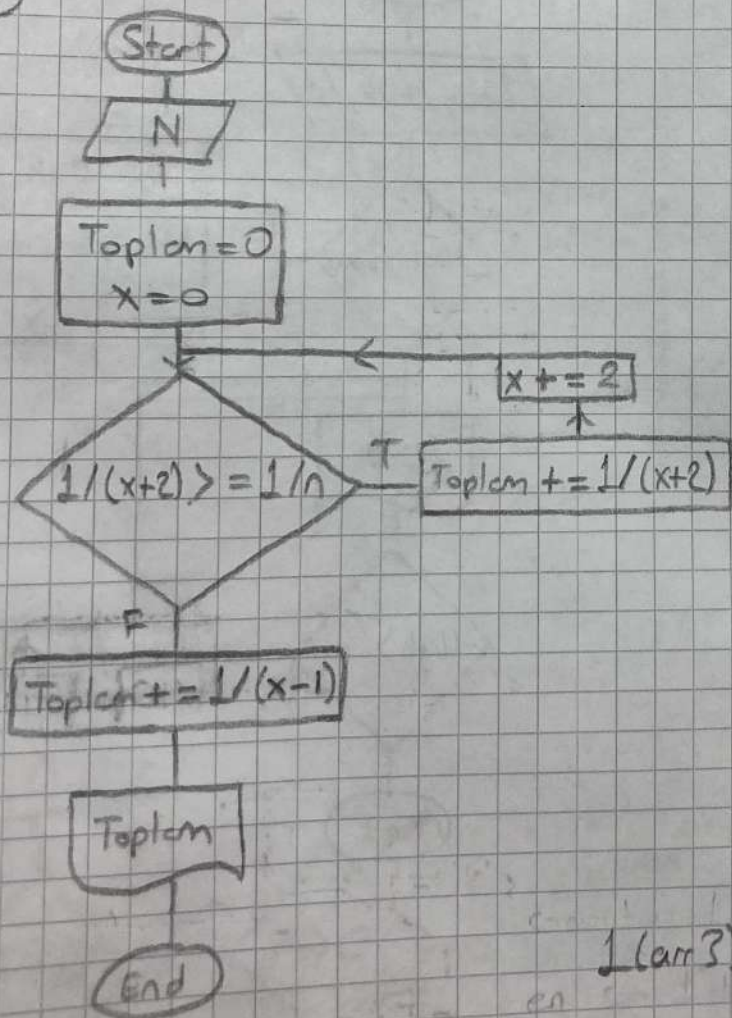 Start
N
Toplam=0
x=0
x+=2
1/(x+2)>=1/n
T
Toplam +=1/(x+2)
F
Toplam+=1/(x-1)
Toplam
End